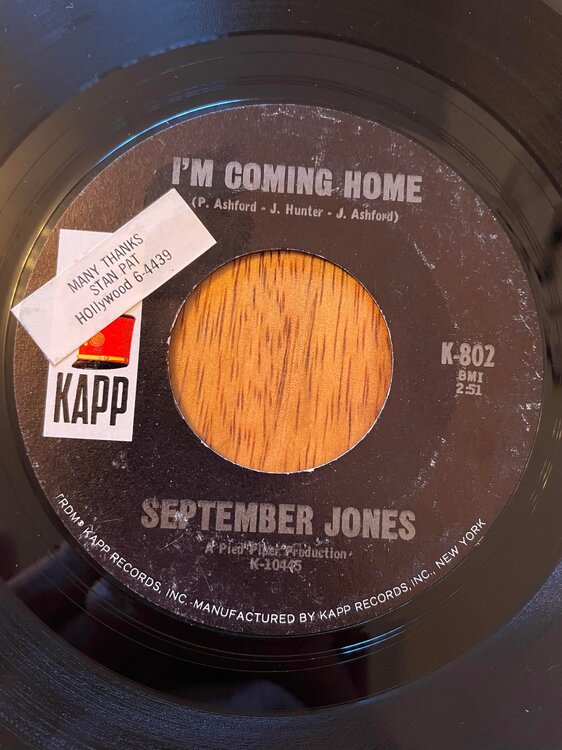 I'M COMING HOME
(P. Ashford - J. Hunter - J. Ashford)
MANY THANKS
STAN PAT
HOllywood 6-4439
KAPP
K-802
BMI
2:51
SEPTEMBER JONES
A Pied Piper Production
K-10445
TRDM® KAPP RECORDS, INC.-MANUFACTURED BY KAPP RECORDS, INC., NEW YORK